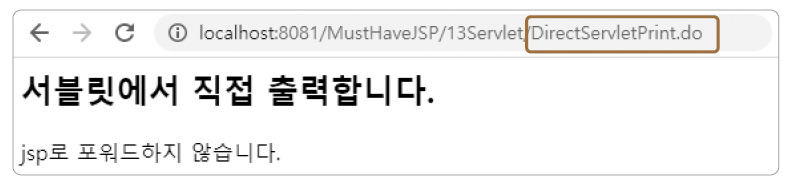 localhost:8081/MustHaveJSP/13Servlet/DirectServletPrint.do
서블릿에서 직접 출력합니다.
jsp로 포워드하지 않습니다.